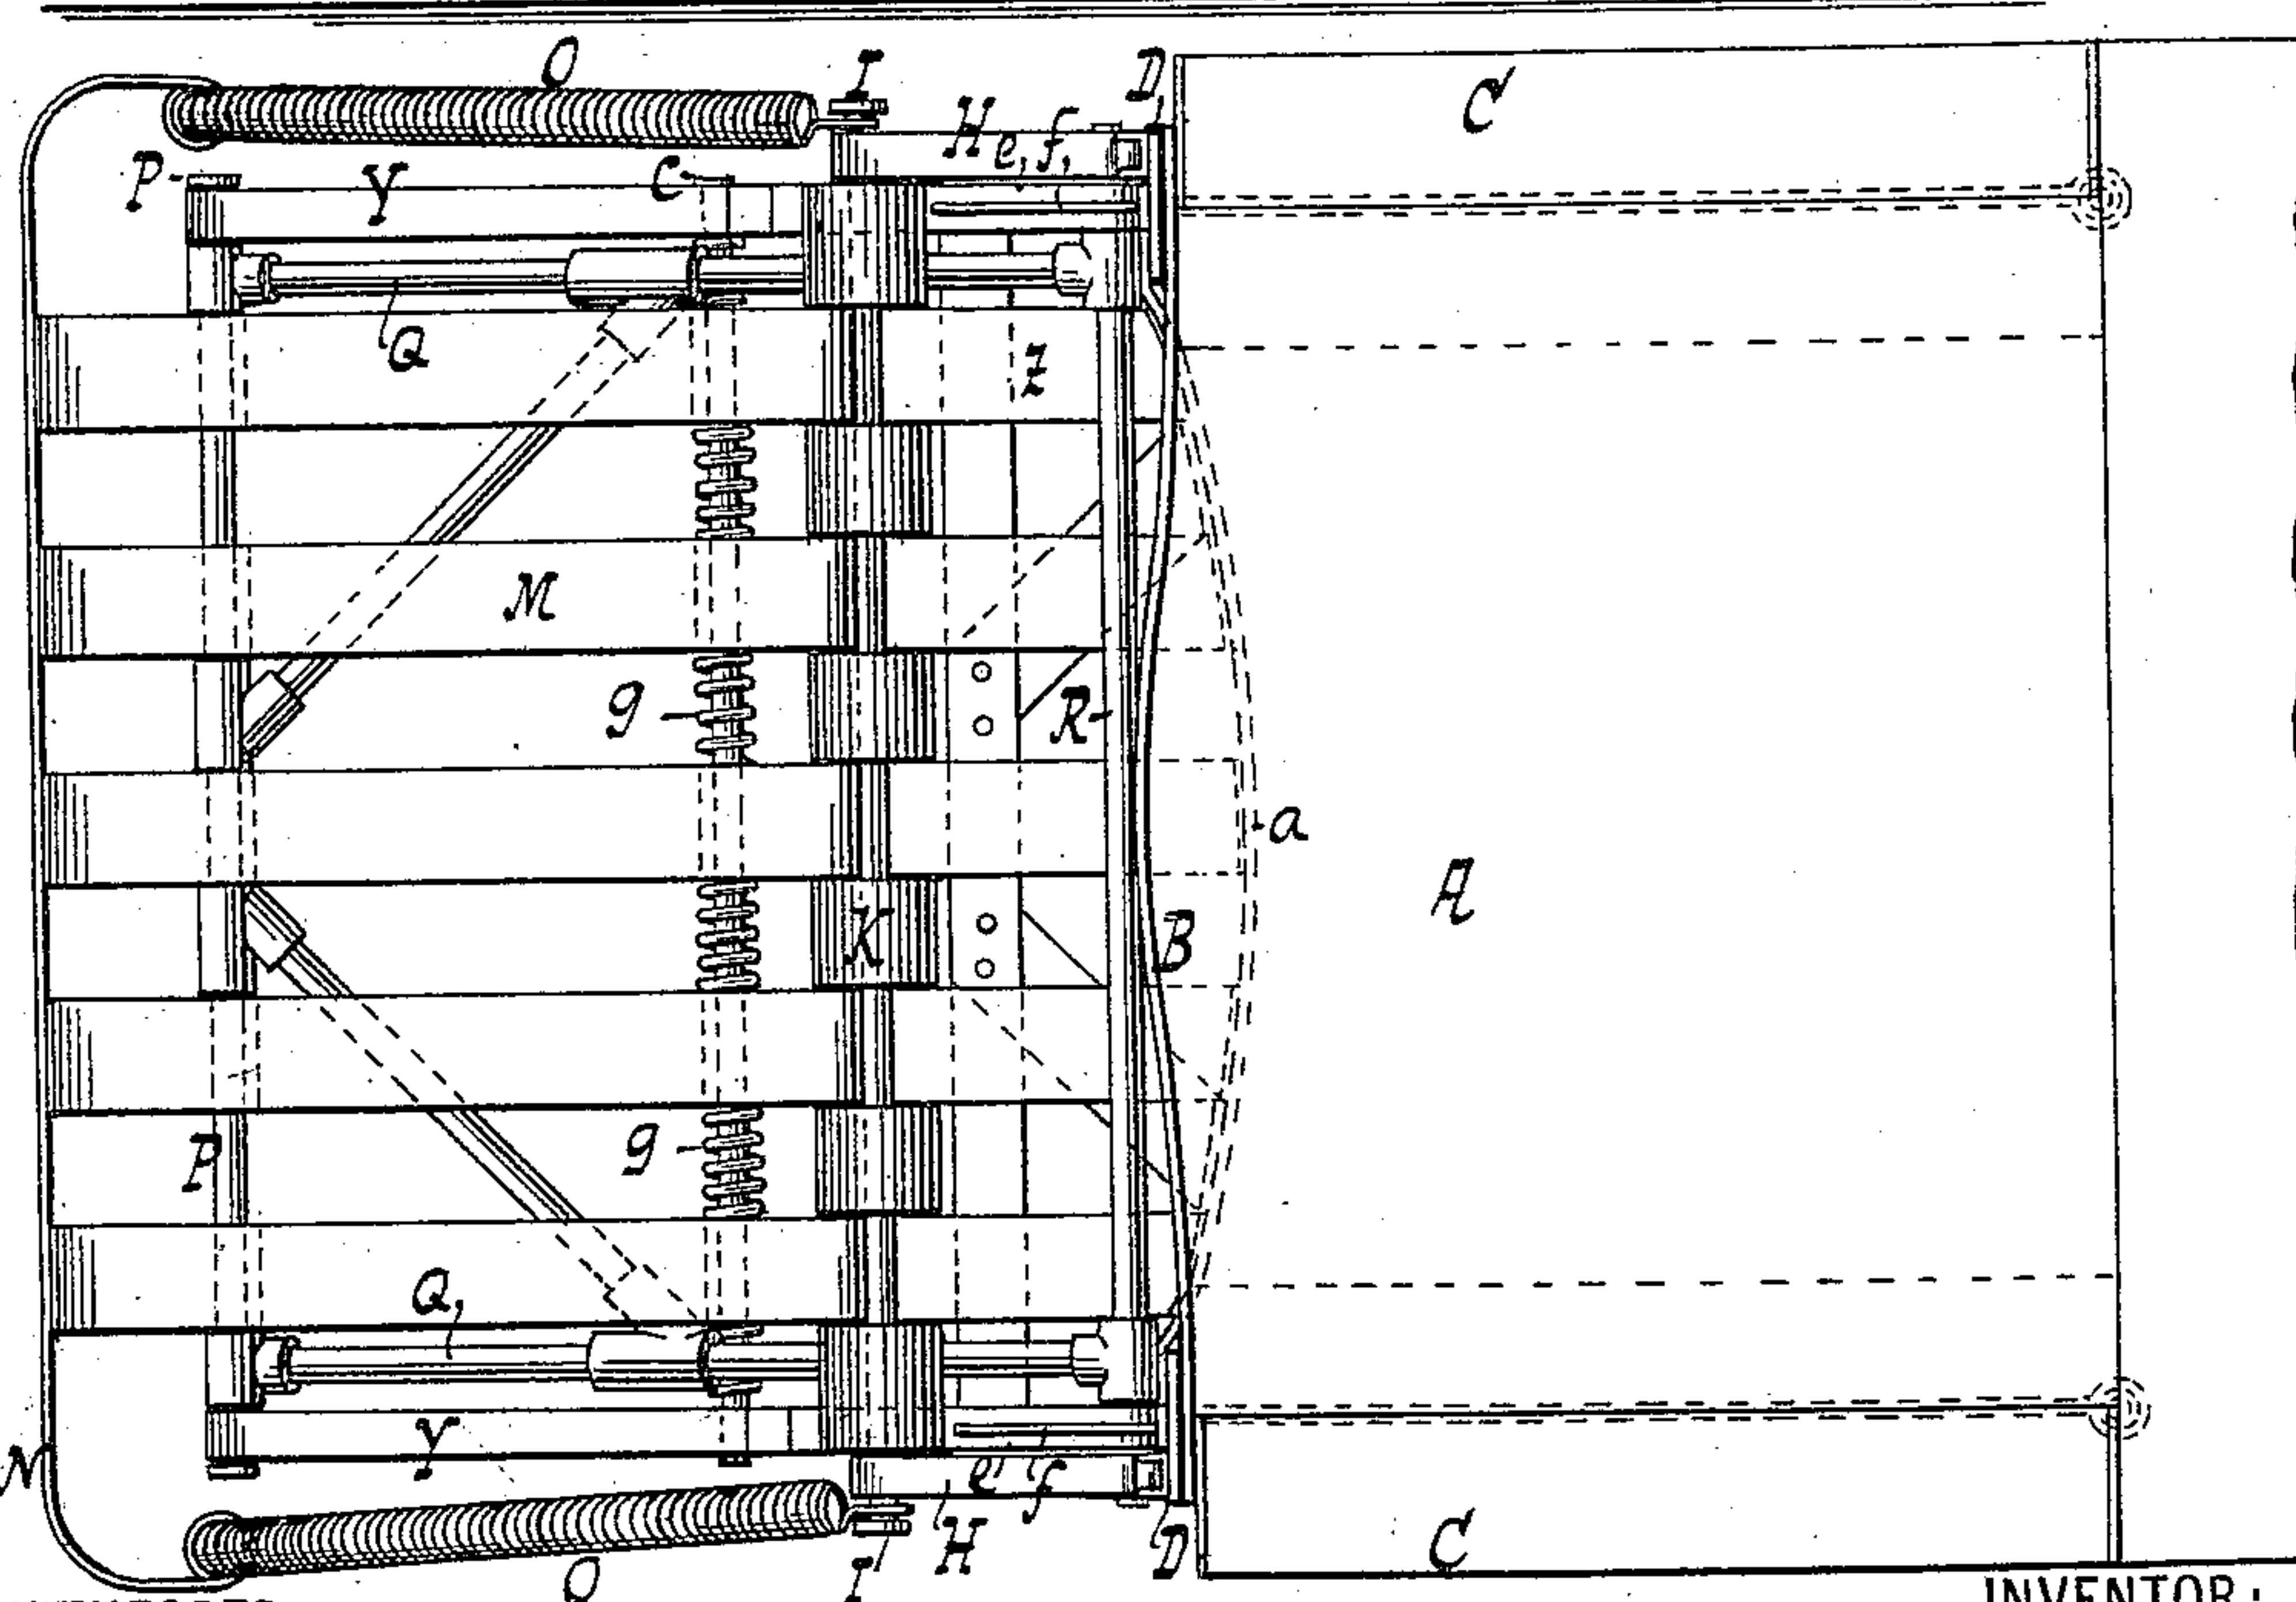 O I D C
H e, f,
P Y C
Q Z
M
g R
a
A
K B
g
P
Q,
Y e' f
N H D C
O I
INVENTOR: